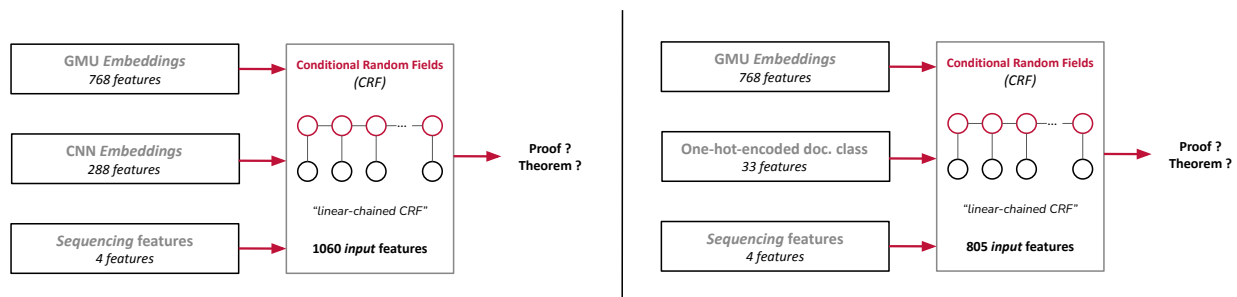 GMU Embeddings
768 features
CNN Embeddings
288 features
Sequencing features
4 features
Conditional Random Fields
(CRF)
...
“linear-chained CRF”
1060 input features
Proof ?
Theorem ?
GMU Embeddings
768 features
One-hot-encoded doc. class
33 features
Sequencing features
4 features
Conditional Random Fields
(CRF)
...
“linear-chained CRF”
805 input features
Proof ?
Theorem ?